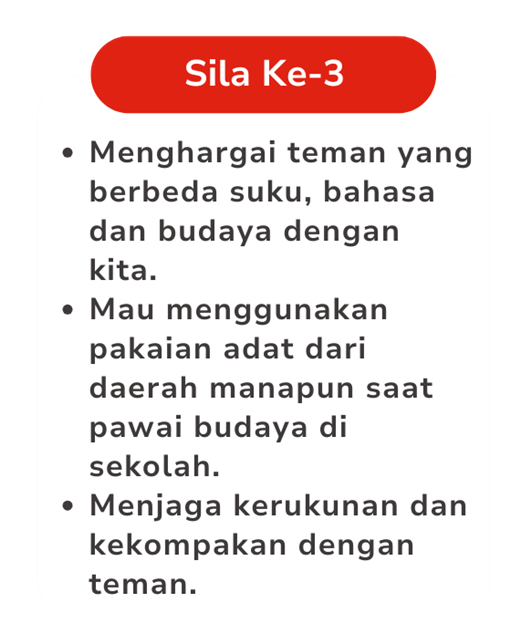 Sila Ke-3
• Menghargai teman yang
berbeda suku, bahasa
dan budaya dengan
kita.
• Mau menggunakan
pakaian adat dari
daerah manapun saat
pawai budaya di
sekolah.
• Menjaga kerukunan dan
kekompakan dengan
teman.